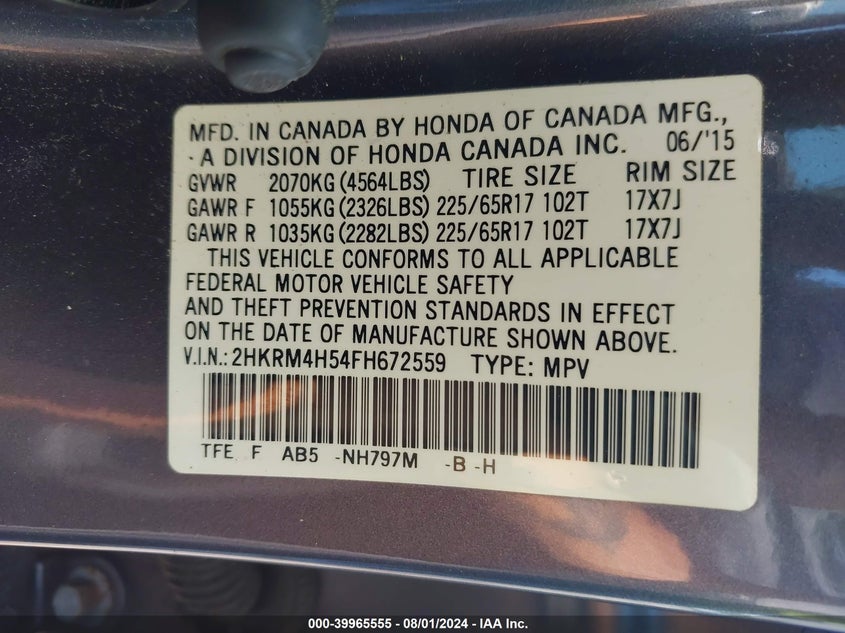 MFD. IN CANADA BY HONDA OF CANADA MFG.,
A DIVISION OF HONDA CANADA INC. 06/'15
GVWR 2070KG (4564LBS) TIRE SIZE RIM SIZE
GAWR F 1055KG (2326LBS) 225/65R17 102T 17X7J
GAWR R 1035KG (2282LBS) 225/65R17 102T 17X7J
THIS VEHICLE CONFORMS TO ALL APPLICABLE
FEDERAL MOTOR VEHICLE SAFETY
AND THEFT PREVENTION STANDARDS IN EFFECT
ON THE DATE OF MANUFACTURE SHOWN ABOVE.
V.I.N.: 2HKRM4H54FH672559 TYPE: MPV
TFE F AB5 -NH797M -B -H
000-39965555 - 08/01/2024 - IAA Inc.